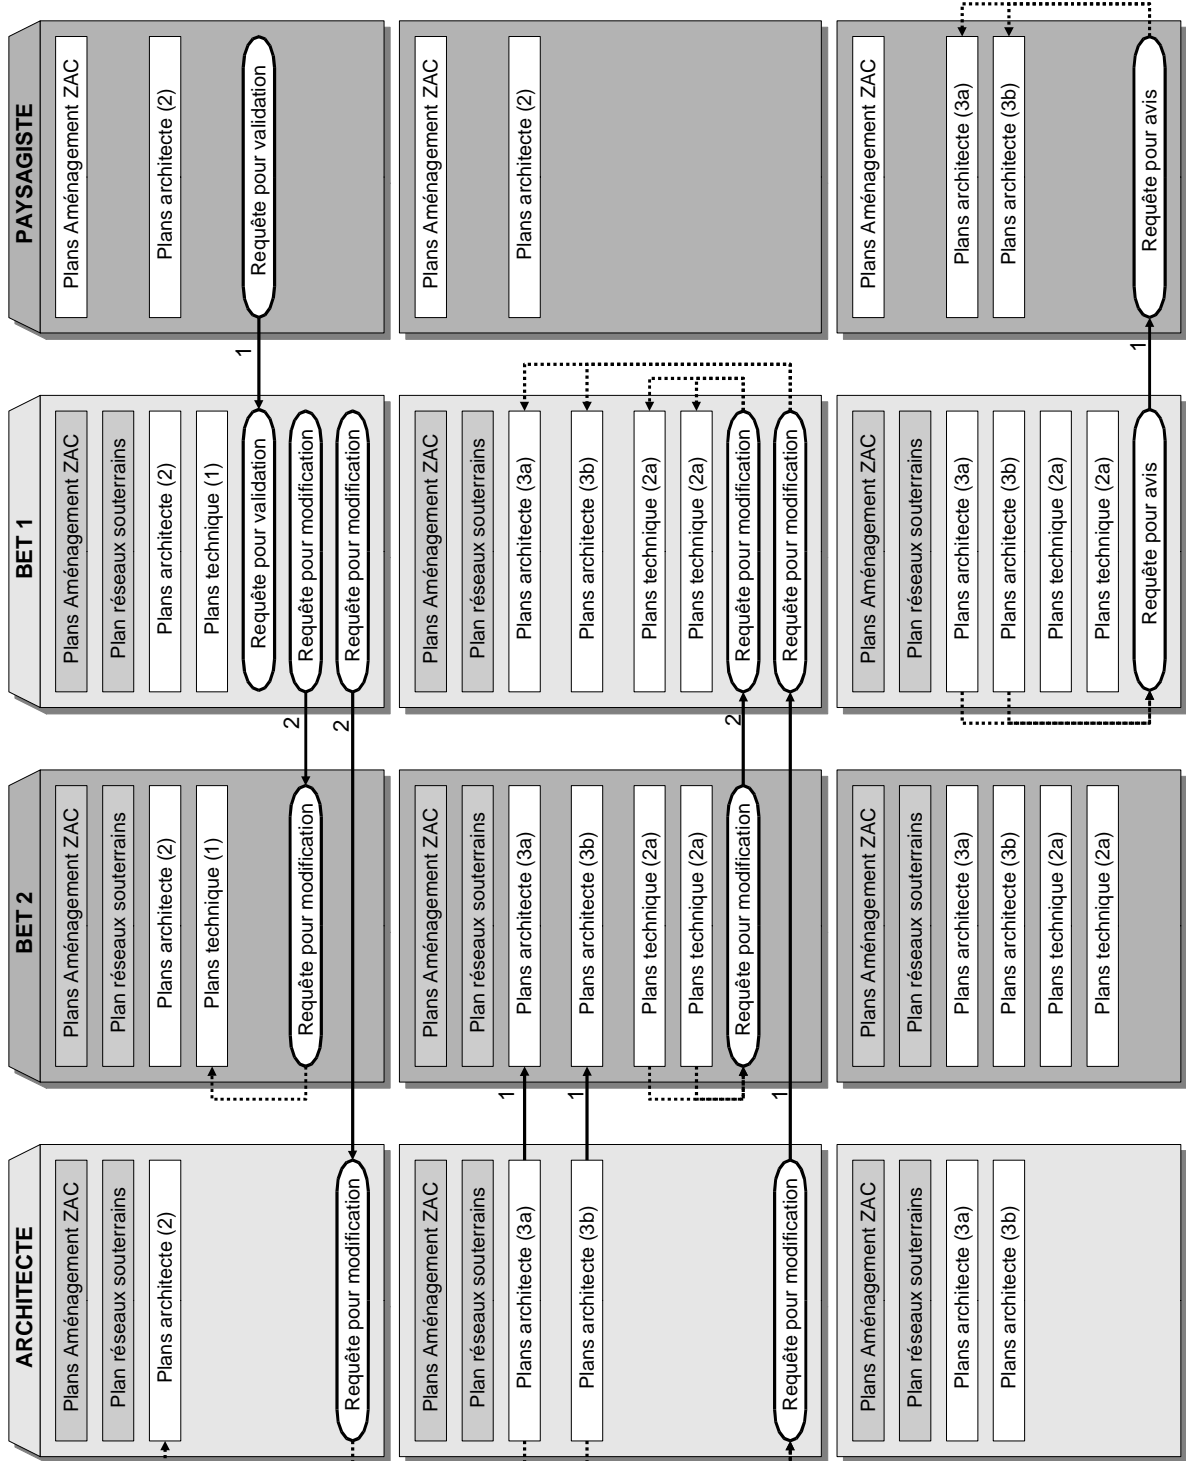 ARCHITECTE
BET 2
BET 1
PAYSAGISTE
Plans Aménagement ZAC
Plan réseaux souterrains
Plans architecte (2)
Requête pour modification
Plans Aménagement ZAC
Plan réseaux souterrains
Plans architecte (2)
Plans technique (1)
Requête pour modification
2
2
Plans Aménagement ZAC
Plan réseaux souterrains
Plans architecte (2)
Plans technique (1)
Requête pour validation
Requête pour modification
Requête pour modification
1
Plans Aménagement ZAC
Plans architecte (2)
Requête pour validation
Plans Aménagement ZAC
Plan réseaux souterrains
Plans architecte (3a)
Plans architecte (3b)
Requête pour modification
1
1
1
Plans Aménagement ZAC
Plan réseaux souterrains
Plans architecte (3a)
Plans architecte (3b)
Plans technique (2a)
Plans technique (2a)
Requête pour modification
2
Plans Aménagement ZAC
Plan réseaux souterrains
Plans architecte (3a)
Plans architecte (3b)
Plans technique (2a)
Plans technique (2a)
Requête pour modification
Requête pour modification
Plans Aménagement ZAC
Plans architecte (2)
Plans Aménagement ZAC
Plan réseaux souterrains
Plans architecte (3a)
Plans architecte (3b)
Plans Aménagement ZAC
Plan réseaux souterrains
Plans architecte (3a)
Plans architecte (3b)
Plans technique (2a)
Plans technique (2a)
Plans Aménagement ZAC
Plan réseaux souterrains
Plans architecte (3a)
Plans architecte (3b)
Plans technique (2a)
Plans technique (2a)
Requête pour avis
1
Plans Aménagement ZAC
Plans architecte (3a)
Plans architecte (3b)
Requête pour avis